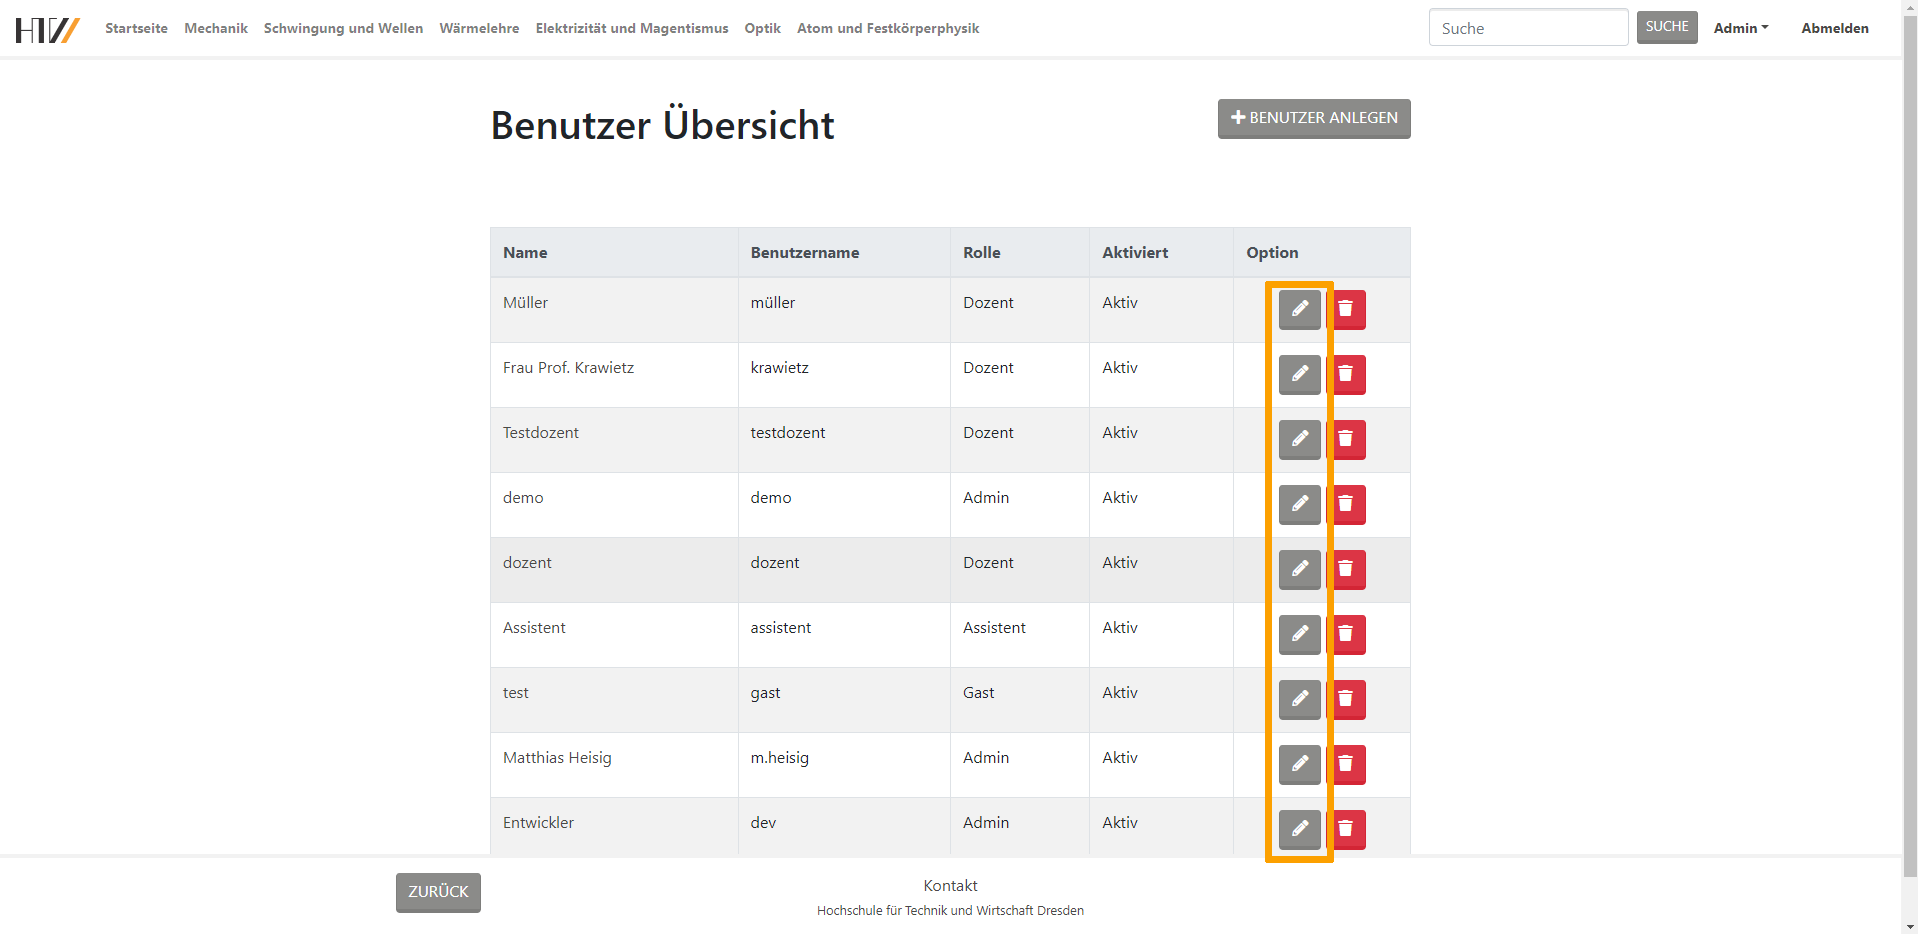 HTW Startseite Mechanik Schwingung und Wellen Wärmelehre Elektrizität und Magentismus Optik Atom und Festkörperphysik Suche SUCHE Admin Abmelden
Benutzer Übersicht
BENUTZER ANLEGEN
Name Benutzername Rolle Aktiviert Option
Müller müller Dozent Aktiv
Frau Prof. Krawietz krawietz Dozent Aktiv
Testdozent testdozent Dozent Aktiv
demo demo Admin Aktiv
dozent dozent Dozent Aktiv
Assistent assistent Assistent Aktiv
test gast Gast Aktiv
Matthias Heisig m.heisig Admin Aktiv
Entwickler dev Admin Aktiv
ZURÜCK
Kontakt
Hochschule für Technik und Wirtschaft Dresden